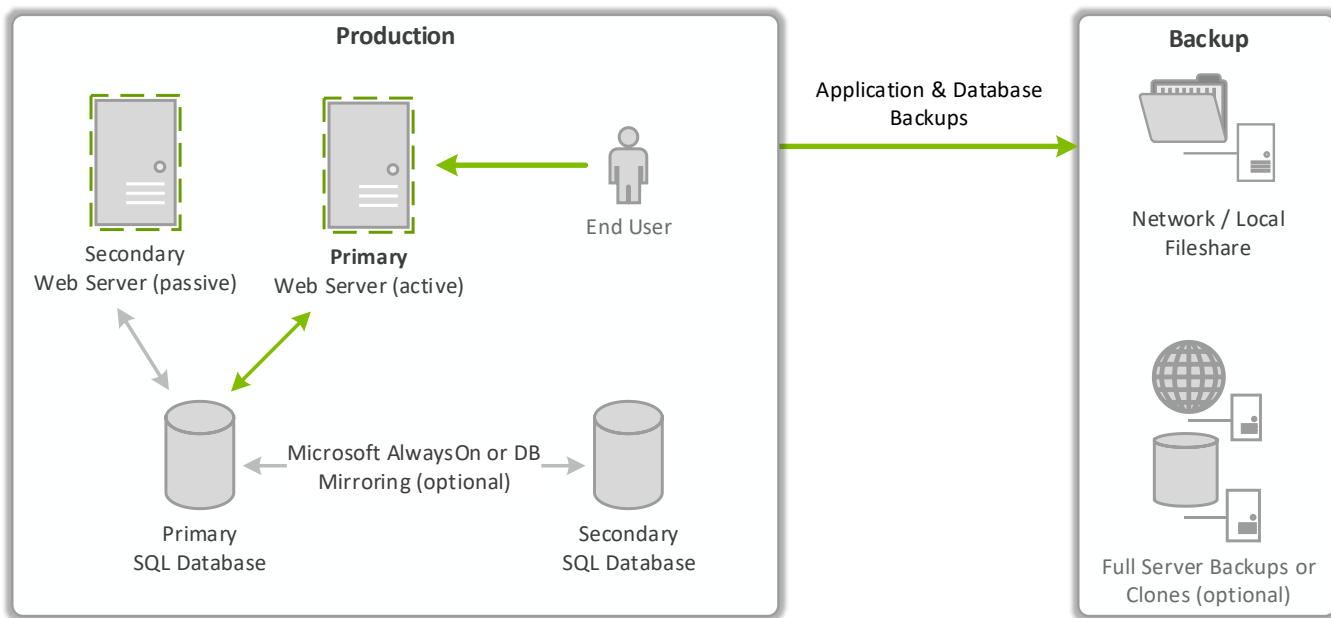 Production
Secondary
Web Server (passive)
Primary
Web Server (active)
End User
Microsoft AlwaysOn or DB
Mirroring (optional)
Primary
SQL Database
Secondary
SQL Database
Application & Database
Backups
Backup
Network / Local
Fileshare
Full Server Backups or
Clones (optional)